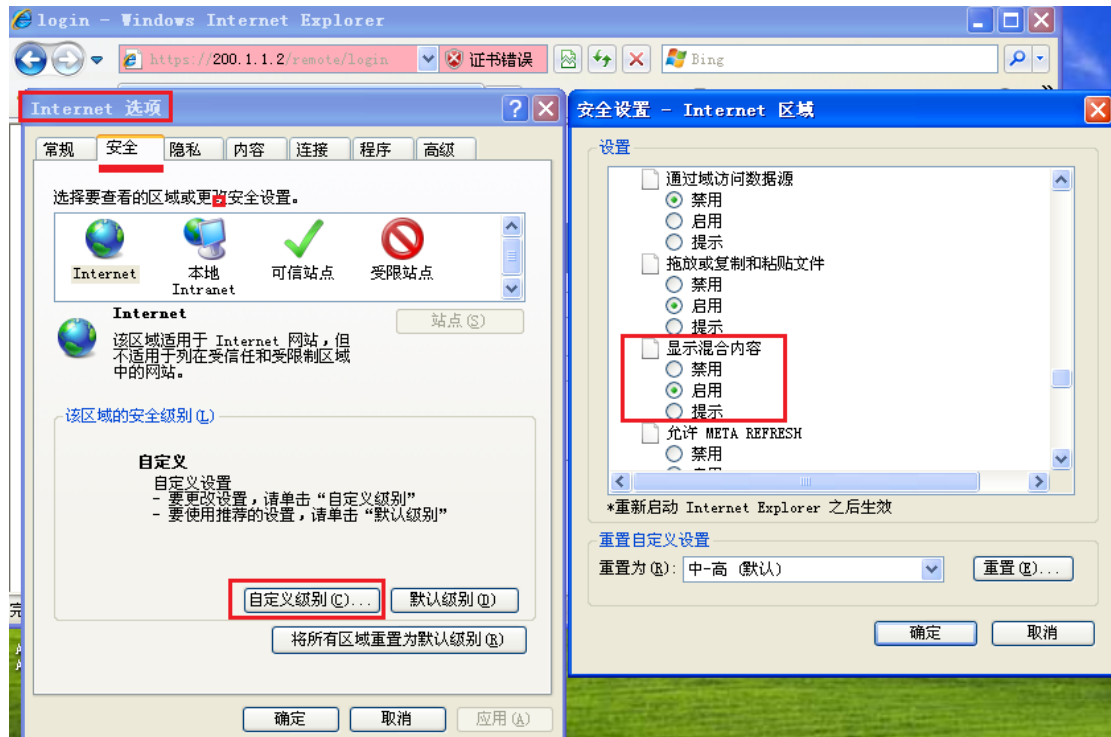 login - Windows Internet Explorer
https://200.1.1.2/remote/login
证书错误
Bing
Internet 选项
常规 安全 隐私 内容 连接 程序 高级
选择要查看的区域或更改安全设置。
Internet
本地
Intranet
可信站点
受限站点
Internet
站点(S)
该区域适用于 Internet 网站，但
不适用于列在受信任和受限制区域
中的网站。
该区域的安全级别(L)
自定义
自定义设置
- 要更改设置，请单击“自定义级别”
- 要使用推荐的设置，请单击“默认级别”
自定义级别(C)... 默认级别(D)
将所有区域重置为默认级别(R)
确定 取消 应用(A)
安全设置 - Internet 区域
设置
通过域访问数据源
禁用
启用
提示
拖放或复制和粘贴文件
禁用
启用
提示
显示混合内容
禁用
启用
提示
允许 META REFRESH
禁用
*重新启动 Internet Explorer 之后生效
重置自定义设置
重置为(R): 中-高 (默认) 重置(E)...
确定 取消